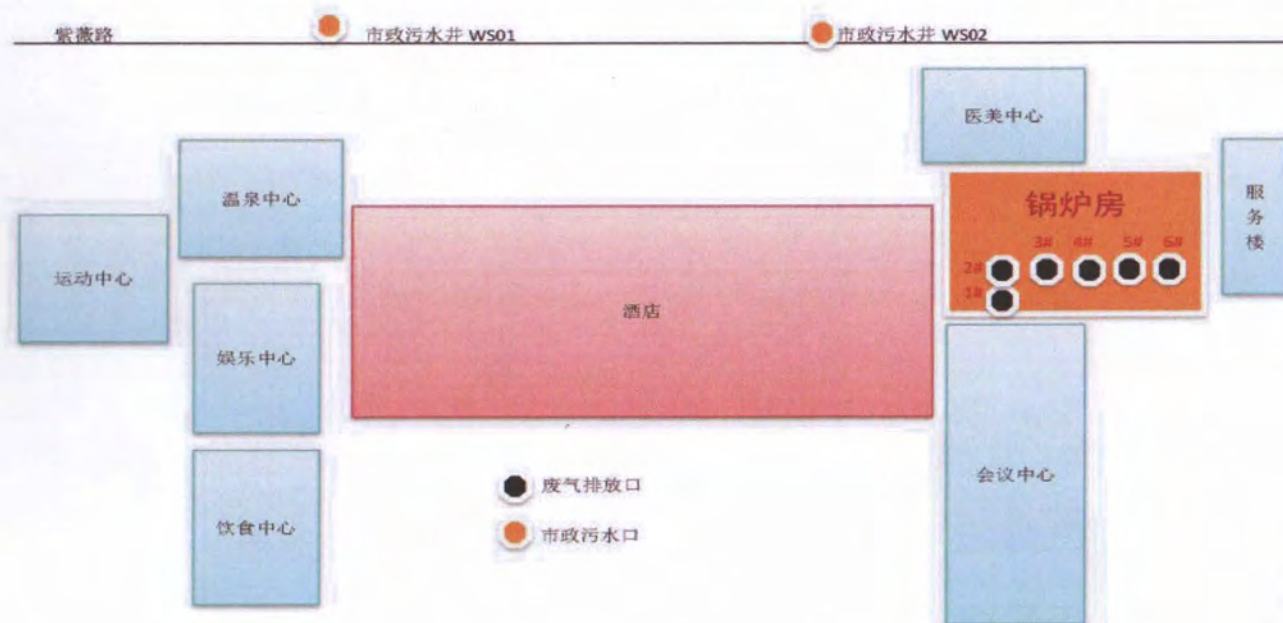 紫薇路
市政污水井 WS01
市政污水井 WS02
医美中心
温泉中心
服务楼
锅炉房
3# 4# 5# 6#
2#
1#
运动中心
酒店
娱乐中心
会议中心
废气排放口
饮食中心
市政污水口